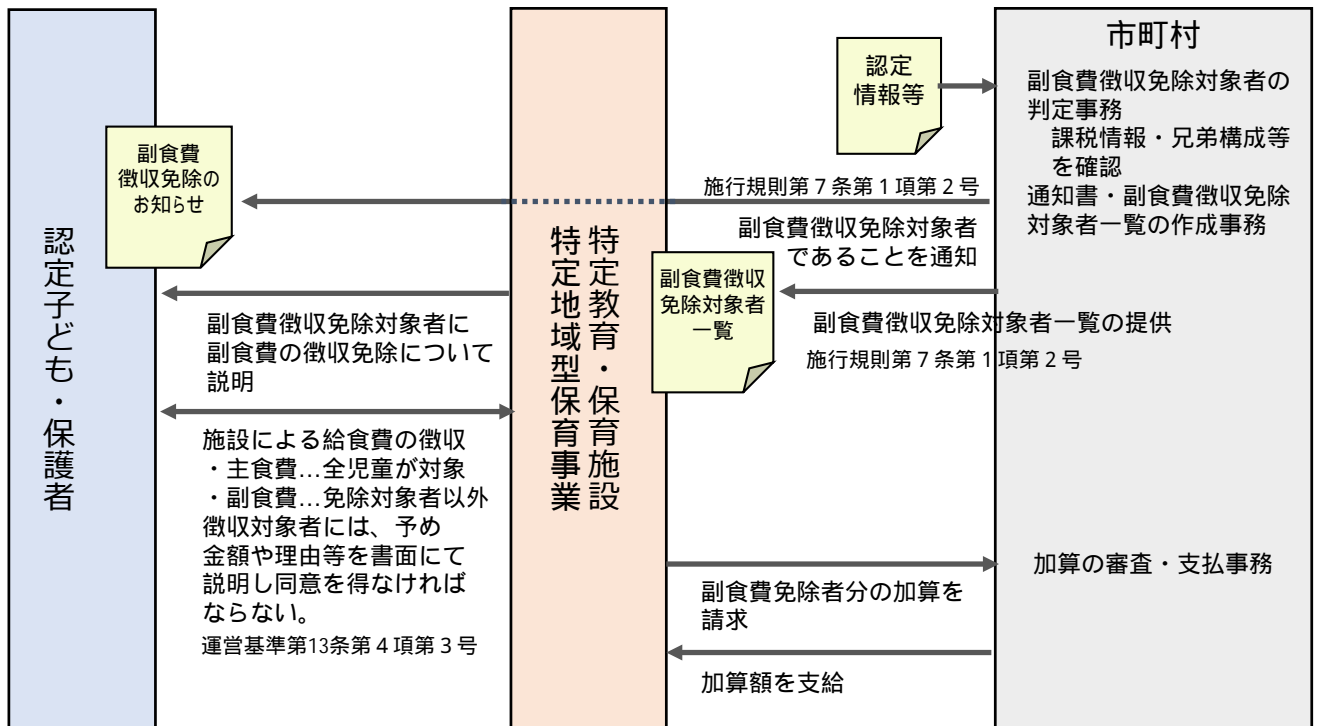 市町村
認定
情報等
副食費徴収免除対象者の
判定事務
課税情報・兄弟構成等
を確認
通知書・副食費徴収免除
対象者一覧の作成事務
副食費
徴収免除の
お知らせ
施行規則第7条第1項第2号
副食費徴収免除対象者
であることを通知
認定子ども・保護者
特定教育・保育施設
特定地域型保育事業
副食費徴収
免除対象者
一覧
副食費徴収免除対象者一覧の提供
施行規則第7条第1項第2号
副食費徴収免除対象者に
副食費の徴収免除について
説明
施設による給食費の徴収
・主食費…全児童が対象
・副食費…免除対象者以外
徴収対象者には、予め
金額や理由等を書面にて
説明し同意を得なければ
ならない。
運営基準第13条第4項第3号
加算の審査・支払事務
副食費免除者分の加算を
請求
加算額を支給